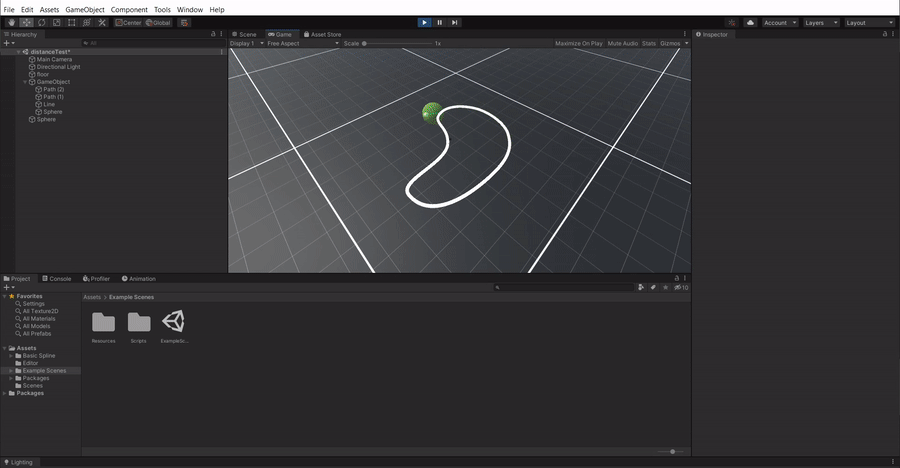 File Edit Assets GameObject Component Tools Window Help
Center Global Account Layers Layout
Hierarchy
All
distanceTest*
Main Camera
Directional Light
floor
GameObject
Path (2)
Path (1)
Line
Sphere
Sphere
Scene Game Asset Store
Display 1 Free Aspect Scale 1x Maximize On Play Mute Audio Stats Gizmos
Inspector
Project Console Profiler Animation
10
Favorites
Settings
All Texture2D
All Materials
All Models
All Prefabs
Assets
Basic Spline
Editor
Example Scenes
Packages
Scenes
Packages
Assets > Example Scenes
Resources Scripts ExampleSc...
Lighting